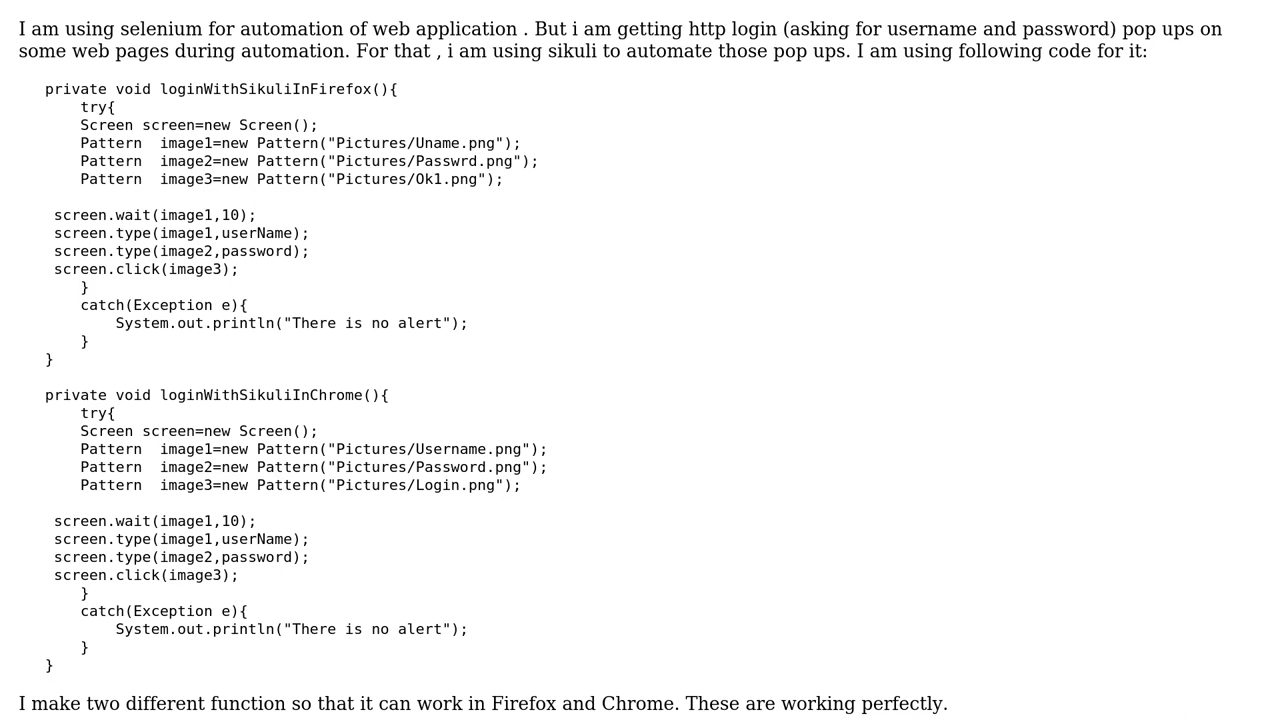 I am using selenium for automation of web application . But i am getting http login (asking for username and password) pop ups on
some web pages during automation. For that , i am using sikuli to automate those pop ups. I am using following code for it:
private void loginWithSikuliInFirefox(){
    try{
    Screen screen=new Screen();
    Pattern  image1=new Pattern("Pictures/Uname.png");
    Pattern  image2=new Pattern("Pictures/Passwrd.png");
    Pattern  image3=new Pattern("Pictures/Ok1.png");
 screen.wait(image1,10);
 screen.type(image1,userName);
 screen.type(image2,password);
 screen.click(image3);
    }
    catch(Exception e){
        System.out.println("There is no alert");
    }
}
private void loginWithSikuliInChrome(){
    try{
    Screen screen=new Screen();
    Pattern  image1=new Pattern("Pictures/Username.png");
    Pattern  image2=new Pattern("Pictures/Password.png");
    Pattern  image3=new Pattern("Pictures/Login.png");
 screen.wait(image1,10);
 screen.type(image1,userName);
 screen.type(image2,password);
 screen.click(image3);
    }
    catch(Exception e){
        System.out.println("There is no alert");
    }
}
I make two different function so that it can work in Firefox and Chrome. These are working perfectly.